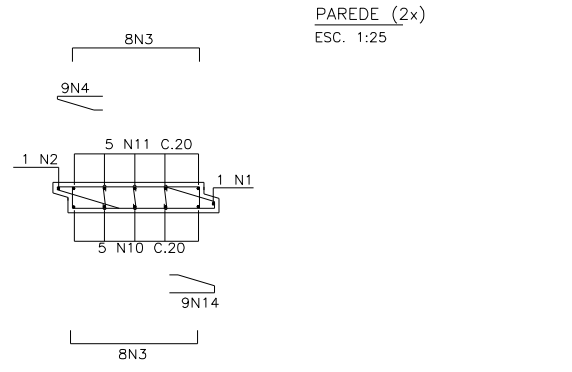 PAREDE (2x)
ESC. 1:25
8N3
9N4
5 N11 C.20
1 N2
1 N1
5 N10 C.20
9N14
8N3